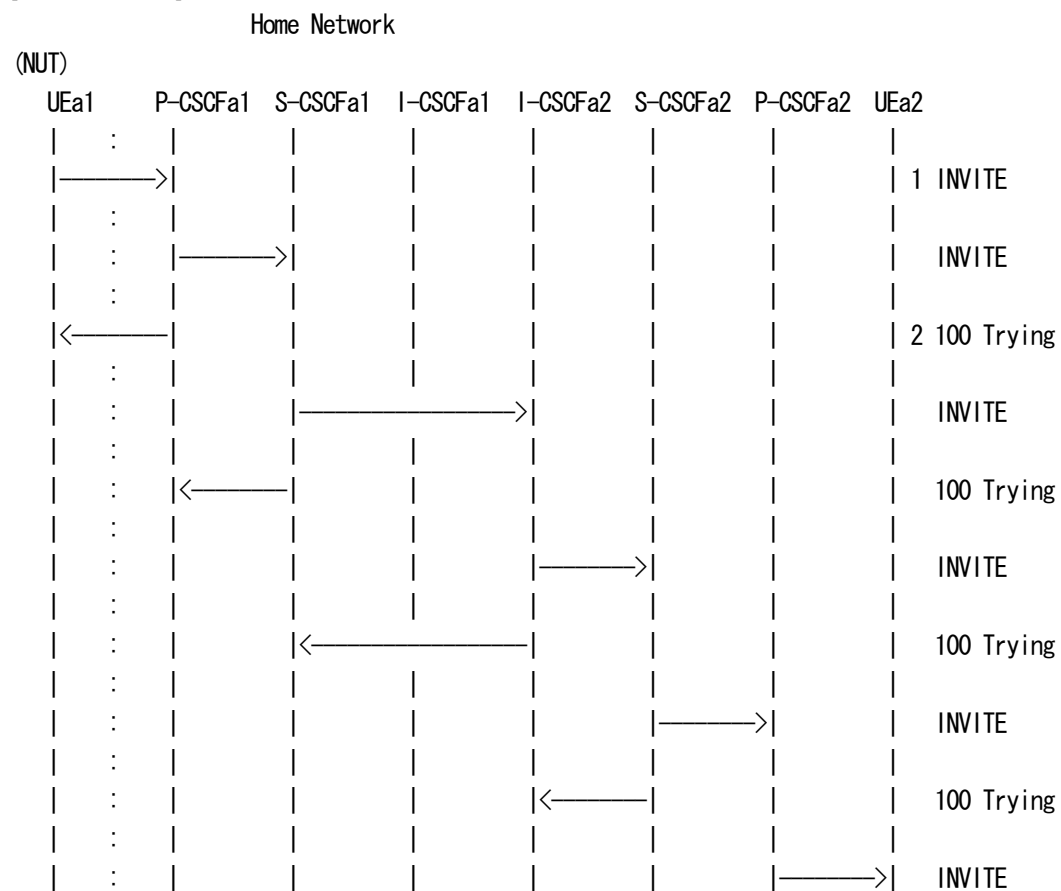 Home Network
(NUT)
UEa1 P-CSCFa1 S-CSCFa1 I-CSCFa1 I-CSCFa2 S-CSCFa2 P-CSCFa2 UEa2
1 INVITE
INVITE
2 100 Trying
INVITE
100 Trying
INVITE
100 Trying
INVITE
100 Trying
INVITE